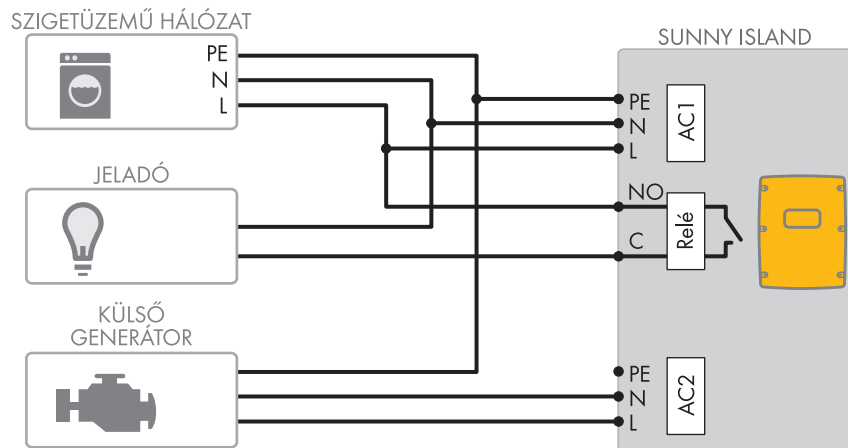 SZIGETÜZEMŰ HÁLÓZAT
PE
N
L
SUNNY ISLAND
PE
N
L
AC1
JELADÓ
NO
C
Relé
KÜLSŐ
GENERÁTOR
PE
N
L
AC2